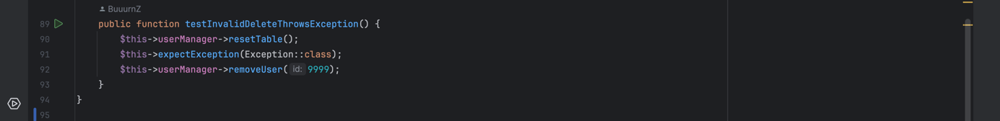 BuuurnZ
89 public function testInvalidDeleteThrowsException() {
90 $this->userManager->resetTable();
91 $this->expectException(Exception::class);
92 $this->userManager->removeUser( id: 9999);
93 }
94 }
95